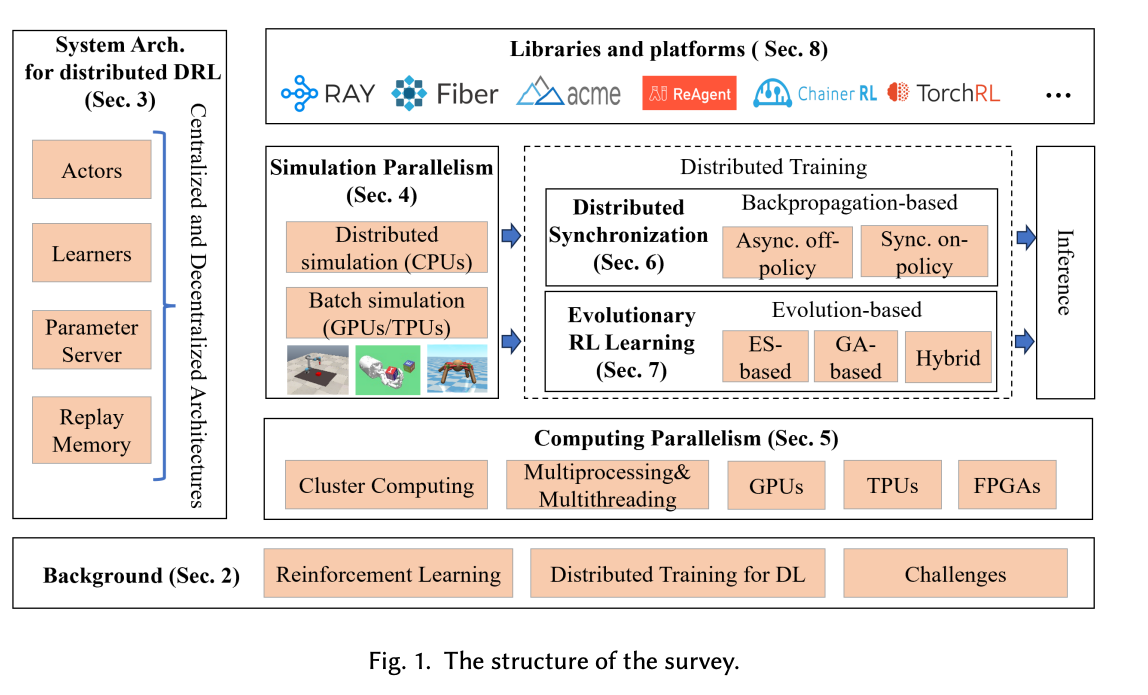 System Arch.
for distributed DRL
(Sec. 3)
Actors
Learners
Parameter
Server
Replay
Memory
Centralized and Decentralized Architectures
Libraries and platforms ( Sec. 8)
RAY
Fiber
acme
ReAgent
Chainer RL
TorchRL
...
Simulation Parallelism
(Sec. 4)
Distributed
simulation (CPUs)
Batch simulation
(GPUs/TPUs)
Distributed Training
Distributed
Synchronization
(Sec. 6)
Backpropagation-based
Async. off-
policy
Sync. on-
policy
Evolutionary
RL Learning
(Sec. 7)
Evolution-based
ES-
based
GA-
based
Hybrid
Inference
Computing Parallelism (Sec. 5)
Cluster Computing
Multiprocessing&
Multithreading
GPUs
TPUs
FPGAs
Background (Sec. 2)
Reinforcement Learning
Distributed Training for DL
Challenges
Fig. 1. The structure of the survey.